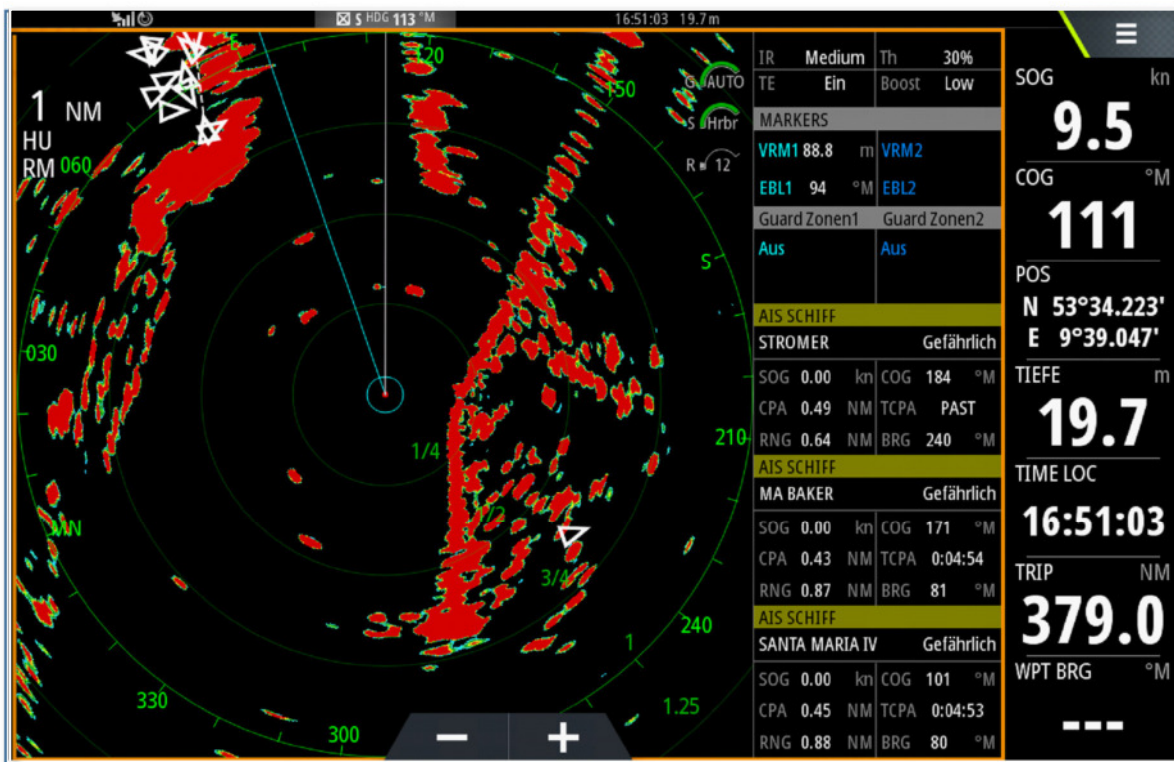 S HDG 113 °M
16:51:03 19.7 m
1 NM
HU
RM
060
030
MN
330
300
240
210
S
150
120
E
1/4
1/2
3/4
1
1.25
G AUTO
S Hrbr
R 12
IR Medium Th 30%
TE Ein Boost Low
MARKERS
VRM1 88.8 m VRM2
EBL1 94 °M EBL2
Guard Zonen1 Guard Zonen2
Aus Aus
AIS SCHIFF
STROMER Gefährlich
SOG 0.00 kn COG 184 °M
CPA 0.49 NM TCPA PAST
RNG 0.64 NM BRG 240 °M
AIS SCHIFF
MA BAKER Gefährlich
SOG 0.00 kn COG 171 °M
CPA 0.43 NM TCPA 0:04:54
RNG 0.87 NM BRG 81 °M
AIS SCHIFF
SANTA MARIA IV Gefährlich
SOG 0.00 kn COG 101 °M
CPA 0.45 NM TCPA 0:04:53
RNG 0.88 NM BRG 80 °M
SOG kn
9.5
COG °M
111
POS
N 53°34.223'
E 9°39.047'
TIEFE m
19.7
TIME LOC
16:51:03
TRIP NM
379.0
WPT BRG °M
---